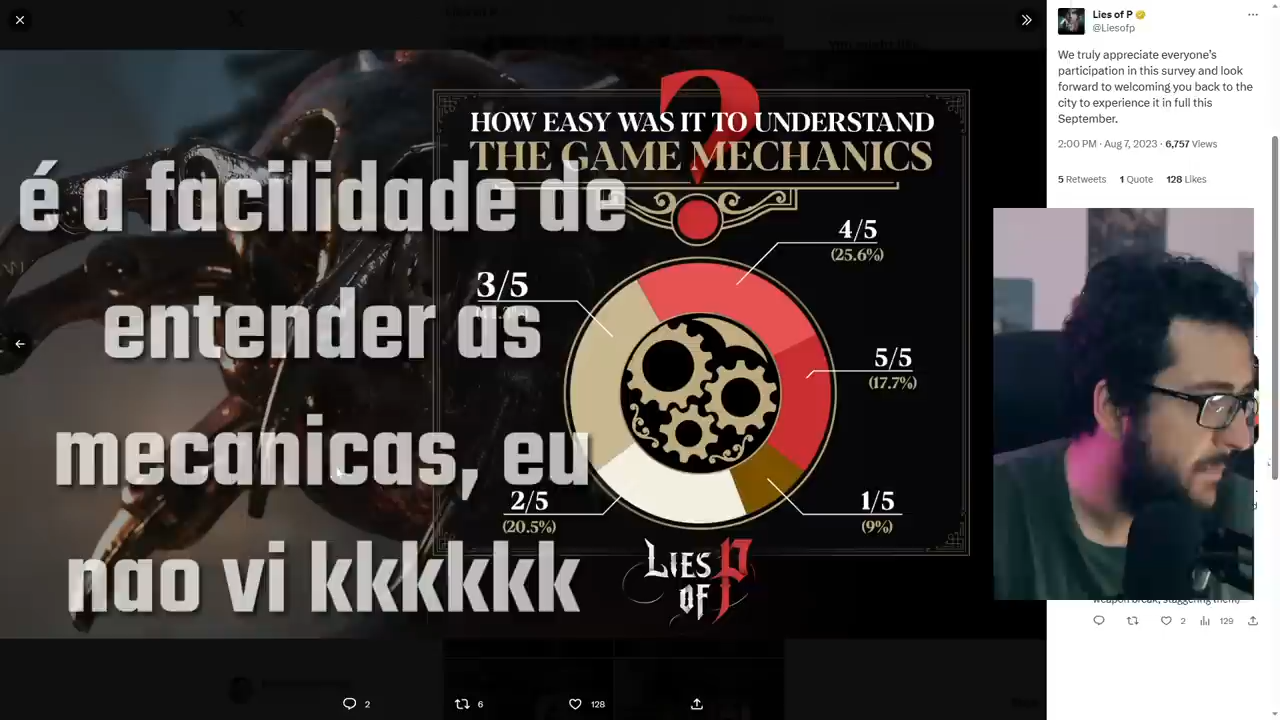 Lies of P
@Liesofp
We truly appreciate everyone's
participation in this survey and look
forward to welcoming you back to the
city to experience it in full this
September.
2:00 PM · Aug 7, 2023 · 6,757 Views
5 Retweets 1 Quote 128 Likes
HOW EASY WAS IT TO UNDERSTAND
THE GAME MECHANICS
?
é a facilidade de
entender as
mecanicas, eu
nao vi kkkkkk
4/5
(25.6%)
3/5
5/5
(17.7%)
2/5
(20.5%)
1/5
(9%)
LIES
OF P
2 6 128
2 129